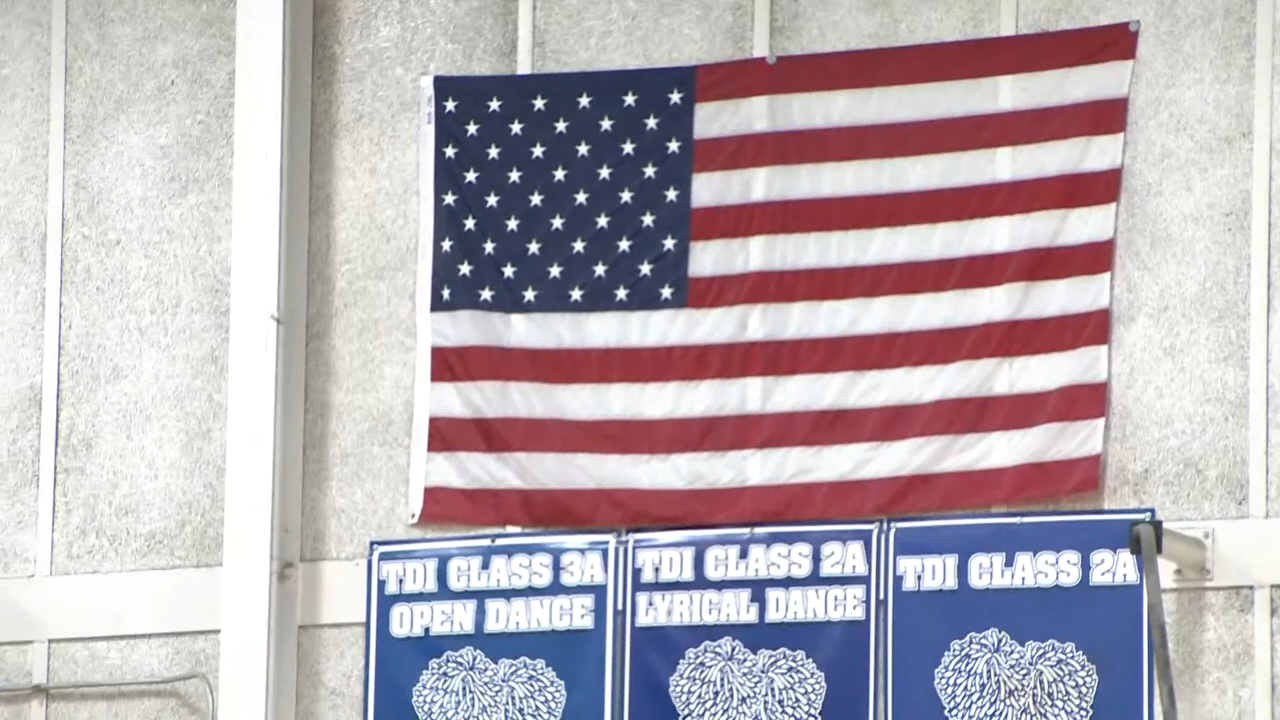 TDI CLASS 3A
OPEN DANCE
TDI CLASS 2A
LYRICAL DANCE
TDI CLASS 2A